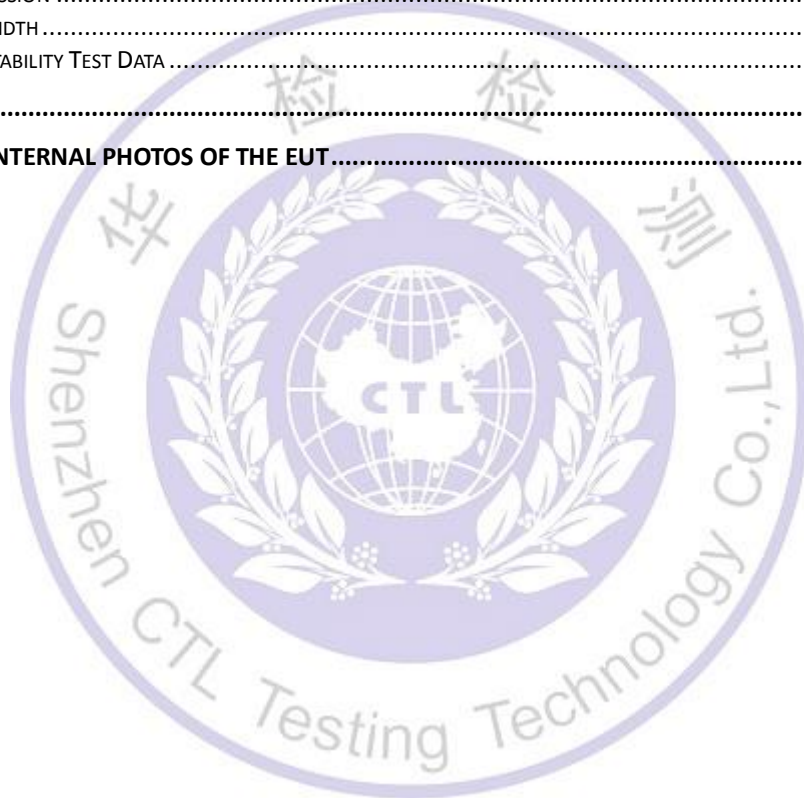 SSION ..........
IDTH ..........
TABILITY TEST DATA ..........
..........
NTERNAL PHOTOS OF THE EUT ..........
华检检测
Shenzhen CTL Testing Technology Co., Ltd.
CTL